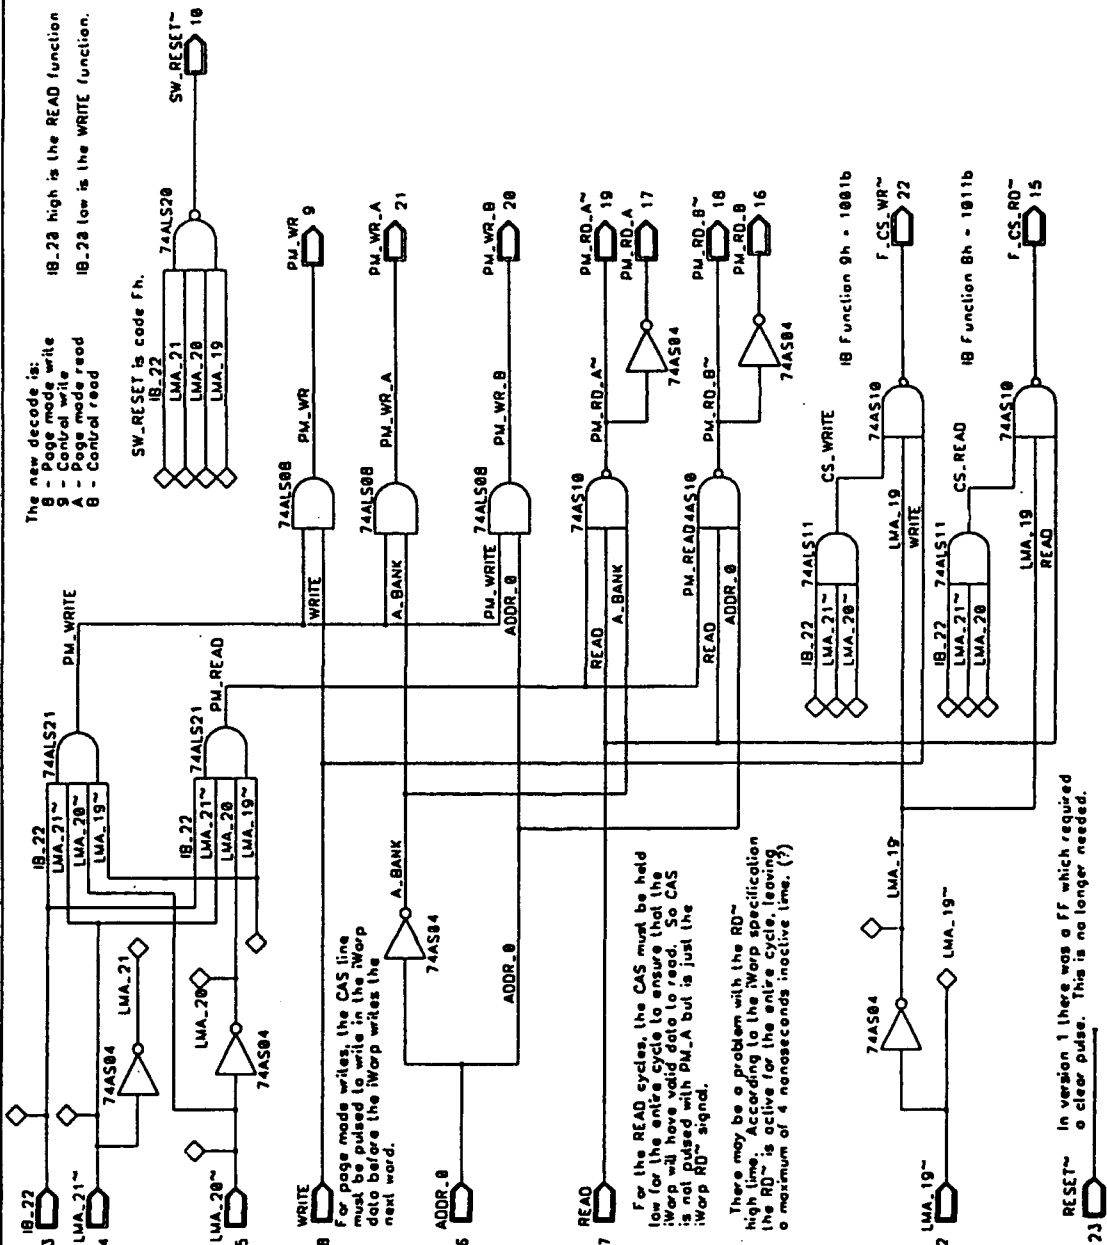 The new decode is:
8 - Page mode write
9 - Control write
A - Page mode read
B - Control read
IB_23 high is the READ function
IB_23 low is the WRITE function.
SW_RESET is code Fh.
IB_22
LMA_21
LMA_20
LMA_19
74ALS20
SW_RESET~
10
IB_22
LMA_21~
LMA_20~
LMA_19~
74ALS21
PM_WRITE
IB_22
LMA_21~
LMA_20
LMA_19~
74ALS21
PM_READ
IB_22
3
LMA_21~
4
74AS04
LMA_21
LMA_20~
5
74AS04
LMA_20
WRITE
8
WRITE
74ALS08
PM_WR
PM_WR
9
For page mode writes, the CAS line
must be pulsed to write in the iWarp
data before the iWarp writes the
next word.
A_BANK
74ALS08
PM_WR_A
PM_WR_A
21
PM_WRITE
ADDR_0
74ALS08
PM_WR_B
PM_WR_B
20
ADDR_0
6
74AS04
A_BANK
ADDR_0
READ
7
READ
A_BANK
74AS10
PM_RD_A~
PM_RD_A~
19
74AS04
PM_RD_A
17
PM_READ
READ
ADDR_0
74AS10
PM_RD_B~
PM_RD_B~
18
74AS04
PM_RD_B
16
For the READ cycles, the CAS must be held
low for the entire cycle to ensure that the
iWarp will have valid data to read. So CAS
is not pulsed with PM_A but is just the
iWarp RD~ signal.
There may be a problem with the RD~
high time. According to the iWarp specification
the RD~ is active for the entire cycle, leaving
a maximum of 4 nanoseconds inactive time. (?)
IB_22
LMA_21~
LMA_20~
74ALS11
CS_WRITE
LMA_19
WRITE
74AS10
IB Function 9h - 1001b
F_CS_WR~
22
IB_22
LMA_21~
LMA_20
74ALS11
CS_READ
LMA_19
READ
74AS10
IB Function Bh - 1011b
F_CS_RD~
15
LMA_19~
2
74AS04
LMA_19
LMA_19~
RESET~
23
In version 1 there was a FF which required
a clear pulse. This is no longer needed.